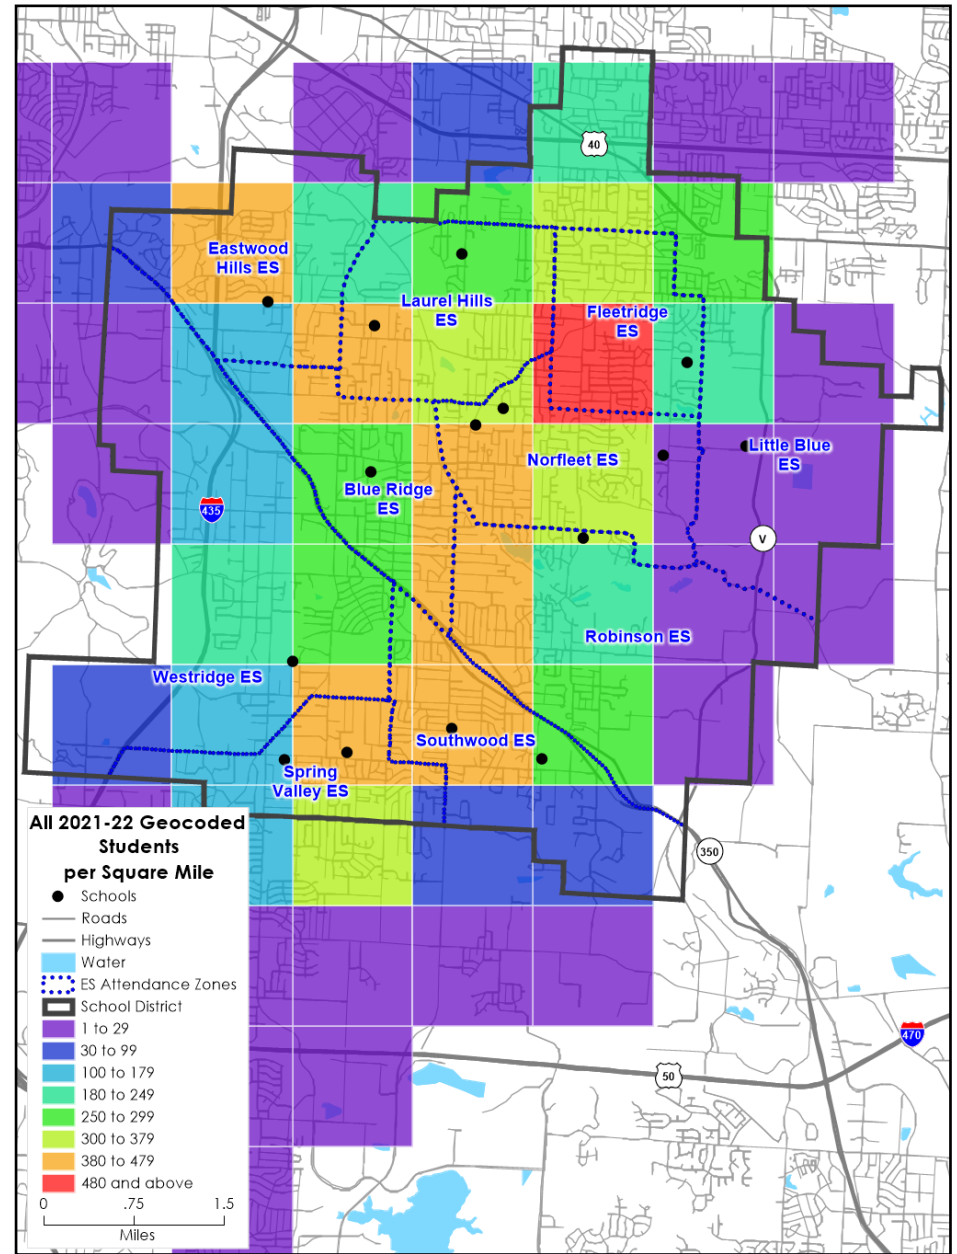 40
Eastwood
Hills ES
Laurel Hills
ES
Fleetridge
ES
Norfleet ES
Little Blue
ES
Blue Ridge
ES
435
V
Robinson ES
Westridge ES
Southwood ES
Spring
Valley ES
350
470
50
All 2021-22 Geocoded
Students
per Square Mile
Schools
Roads
Highways
Water
ES Attendance Zones
School District
1 to 29
30 to 99
100 to 179
180 to 249
250 to 299
300 to 379
380 to 479
480 and above
0 .75 1.5
Miles